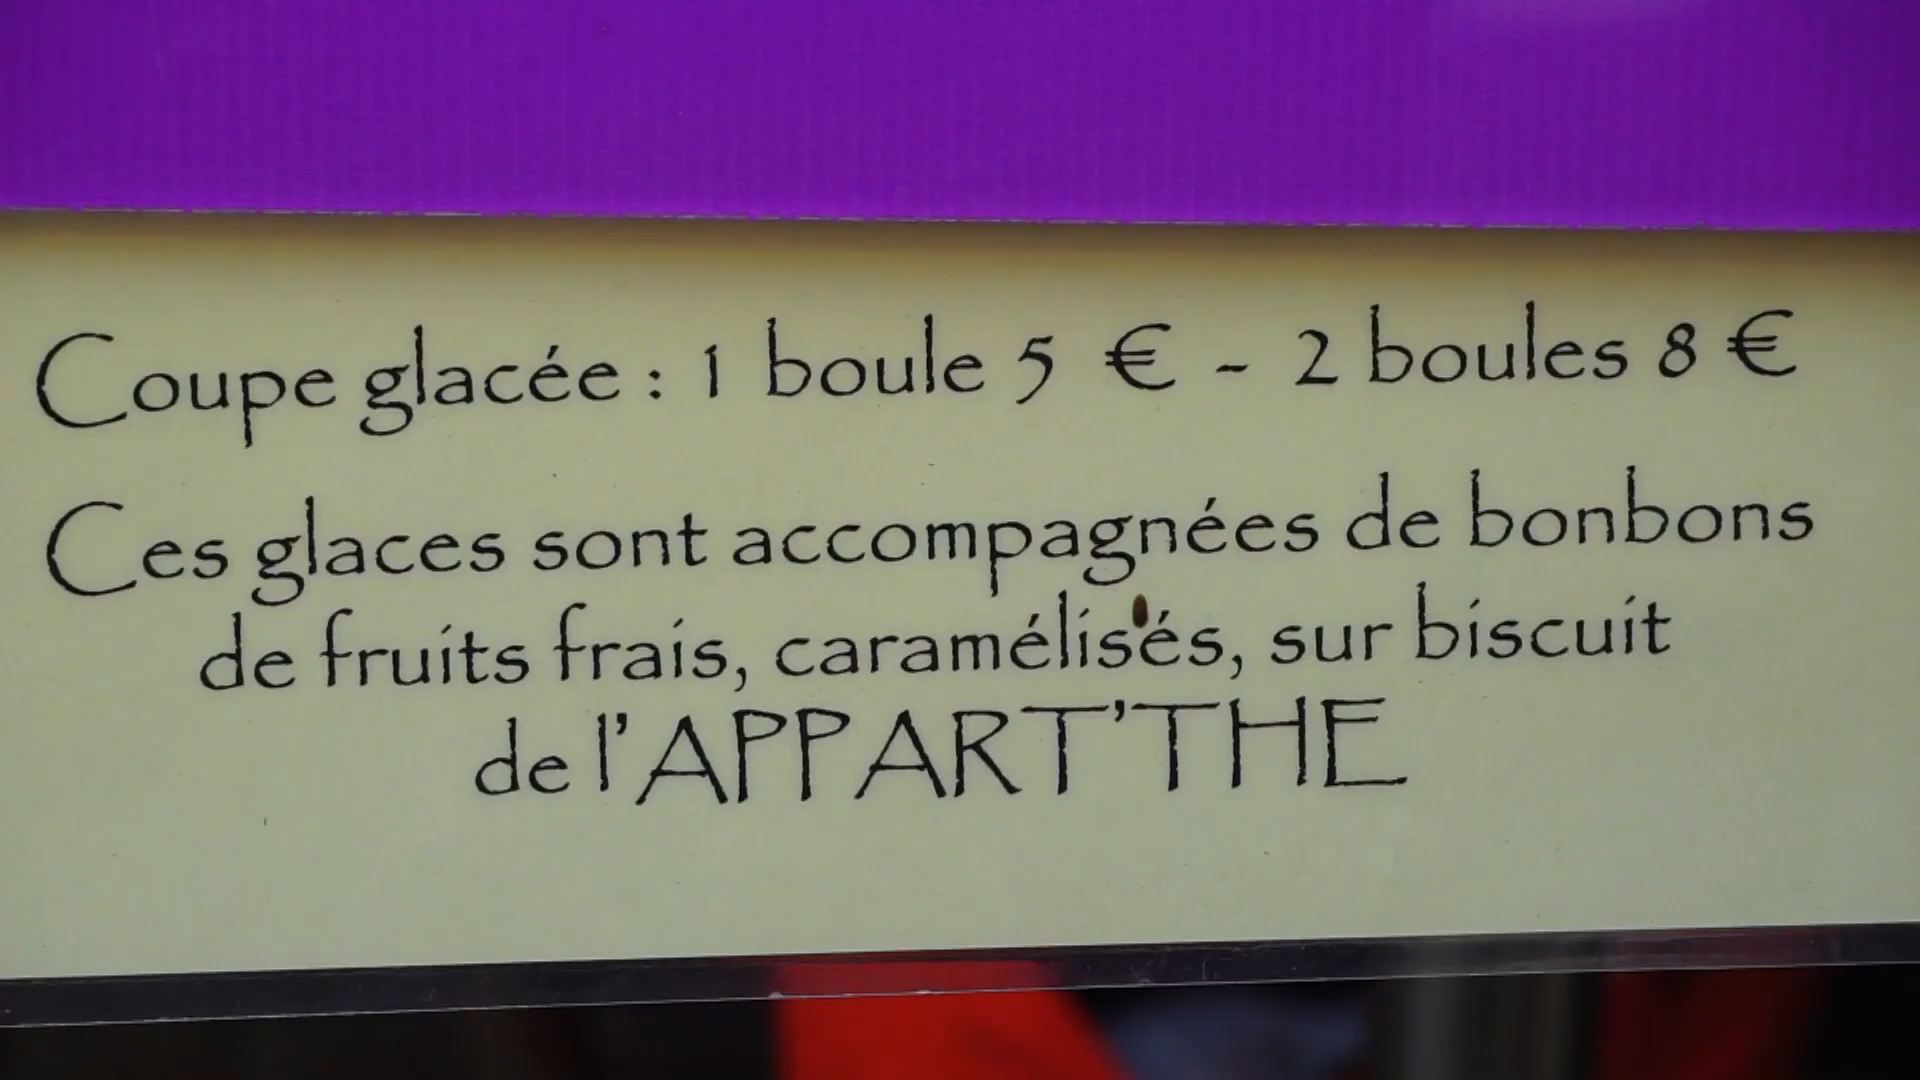 Coupe glacée : 1 boule 5 € - 2 boules 8 €
Ces glaces sont accompagnées de bonbons
de fruits frais, caramélisés, sur biscuit
de l'APPART'THE